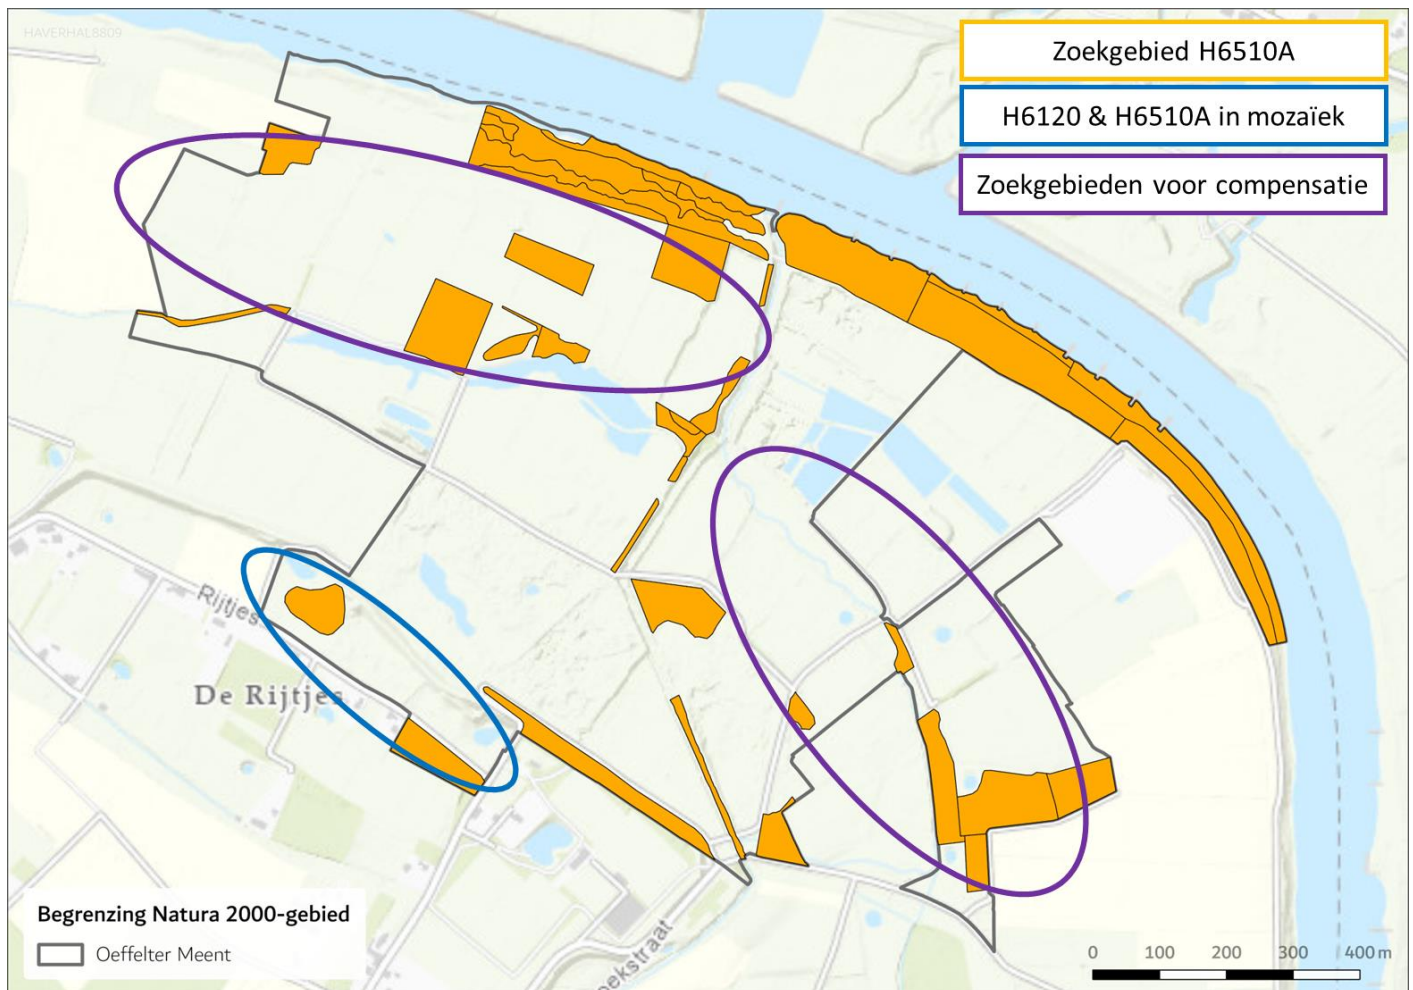 HAVERHAL8809
Zoekgebied H6510A
H6120 & H6510A in mozaïek
Zoekgebieden voor compensatie
Rijtjes
De Rijtjes
Begrenzing Natura 2000-gebied
Oeffelter Meent
0 100 200 300 400 m